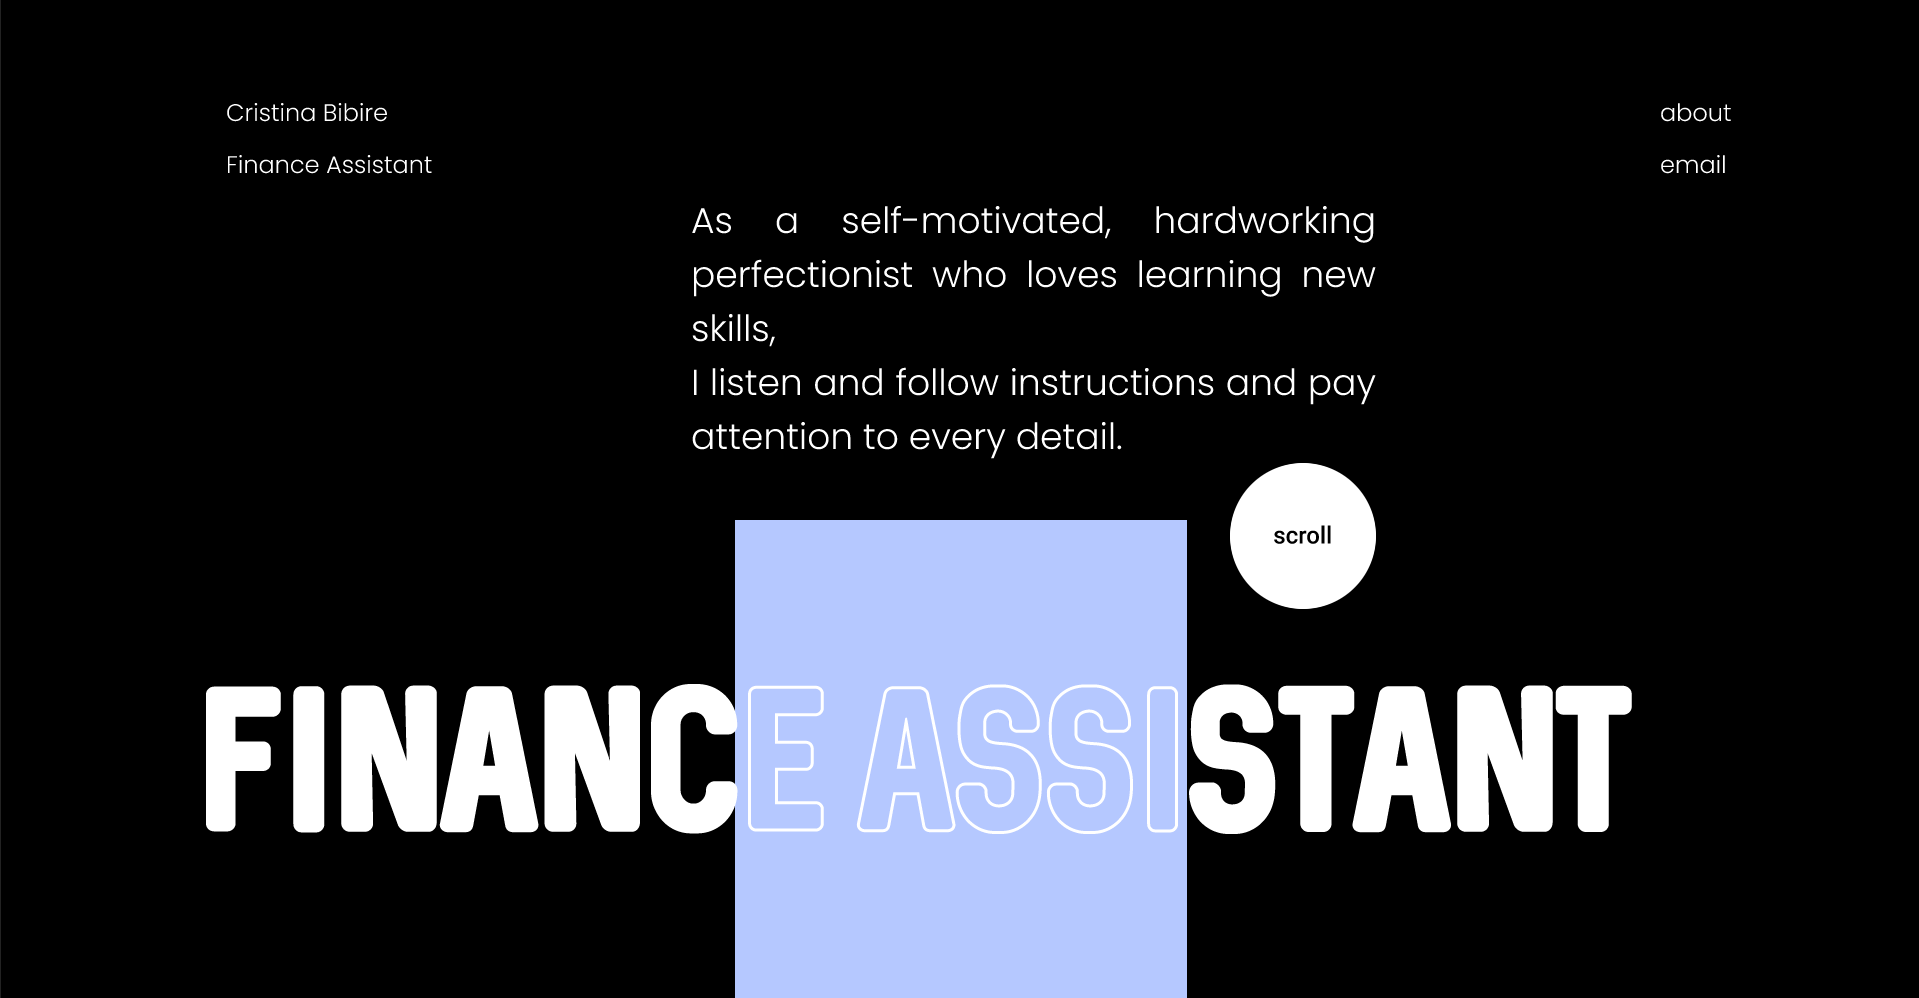 Cristina Bibire
Finance Assistant
about
email
As a self-motivated, hardworking
perfectionist who loves learning new
skills,
I listen and follow instructions and pay
attention to every detail.
scroll
FINANCE ASSISTANT